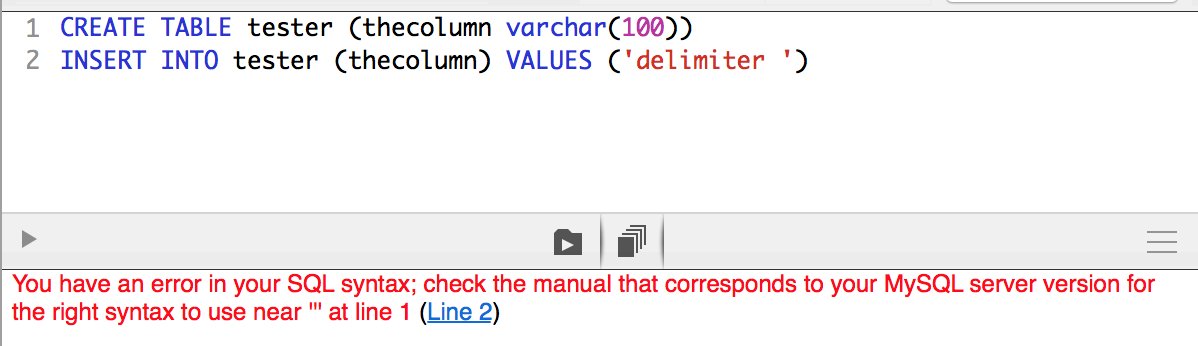 1 CREATE TABLE tester (thecolumn varchar(100))
2 INSERT INTO tester (thecolumn) VALUES ('delimiter ')
You have an error in your SQL syntax; check the manual that corresponds to your MySQL server version for
the right syntax to use near ''' at line 1 (Line 2)